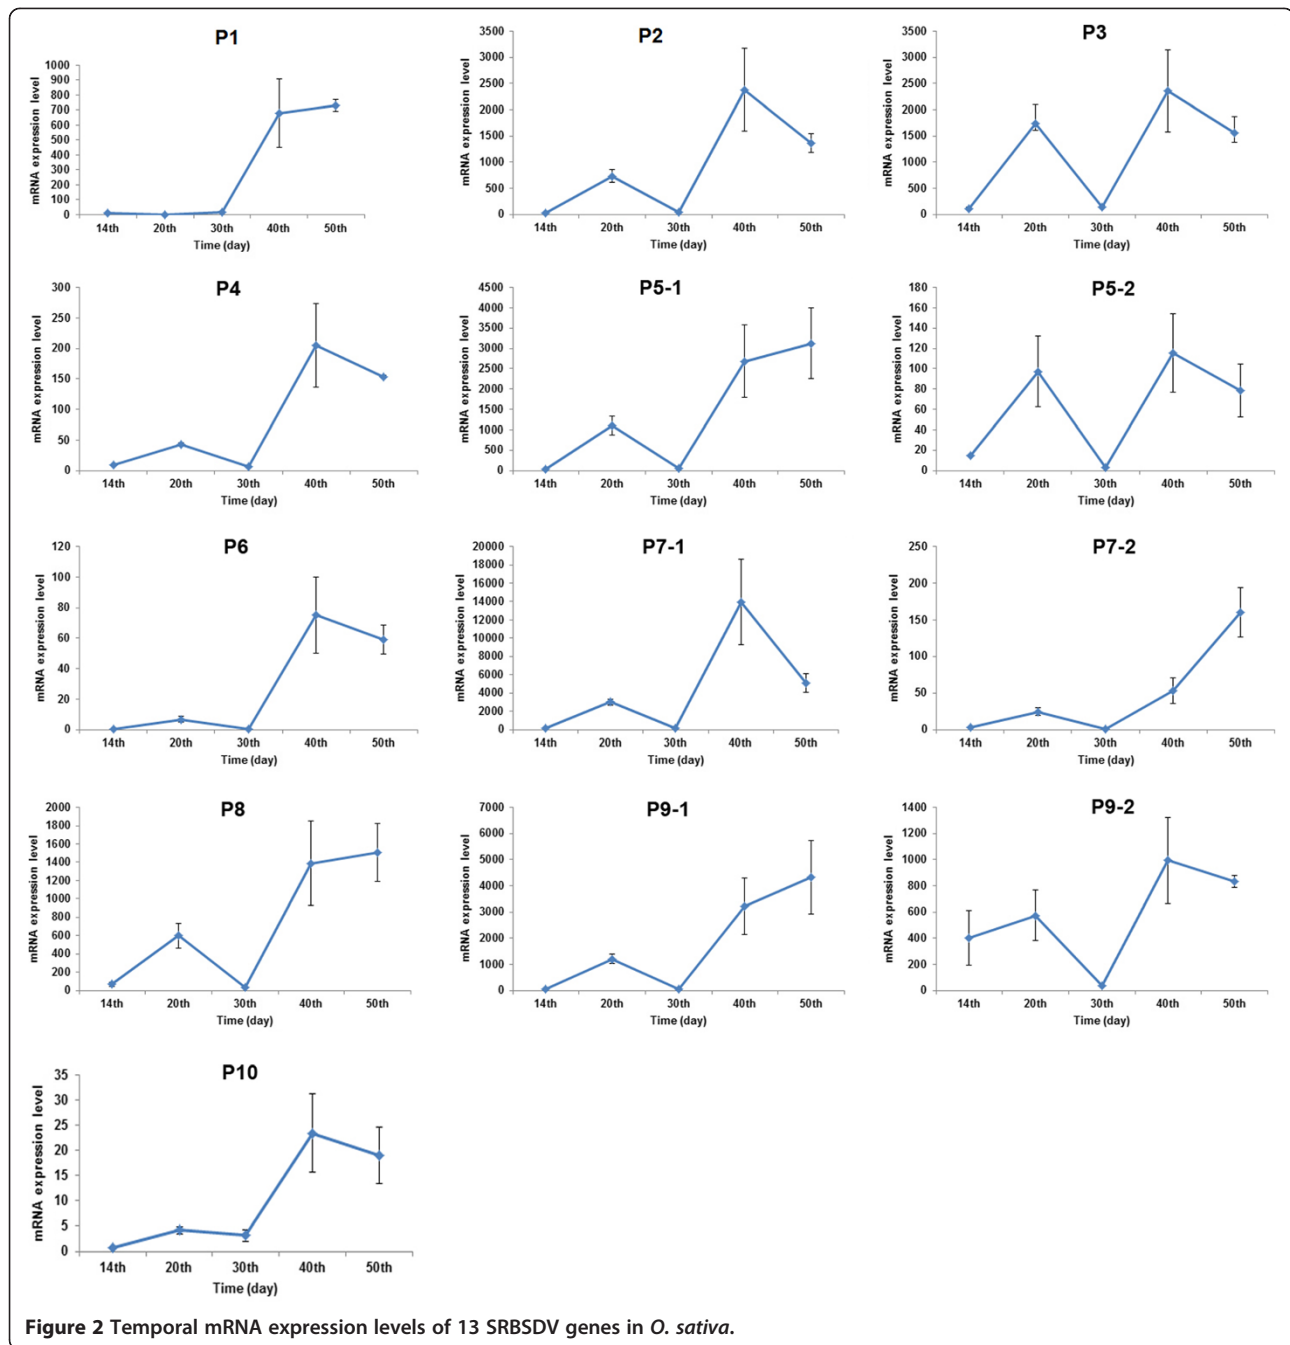 P1
mRNA expression level
1000
900
800
700
600
500
400
300
200
100
0
14th 20th 30th 40th 50th
Time (day)
P2
mRNA expression level
3500
3000
2500
2000
1500
1000
500
0
14th 20th 30th 40th 50th
Time (day)
P3
mRNA expression level
3500
3000
2500
2000
1500
1000
500
0
14th 20th 30th 40th 50th
Time (day)
P4
mRNA expression level
300
250
200
150
100
50
0
14th 20th 30th 40th 50th
Time (day)
P5-1
mRNA expression level
4500
4000
3500
3000
2500
2000
1500
1000
500
0
14th 20th 30th 40th 50th
Time (day)
P5-2
mRNA expression level
180
160
140
120
100
80
60
40
20
0
14th 20th 30th 40th 50th
Time (day)
P6
mRNA expression level
120
100
80
60
40
20
0
14th 20th 30th 40th 50th
Time (day)
P7-1
mRNA expression level
20000
18000
16000
14000
12000
10000
8000
6000
4000
2000
0
14th 20th 30th 40th 50th
Time (day)
P7-2
mRNA expression level
250
200
150
100
50
0
14th 20th 30th 40th 50th
Time (day)
P8
mRNA expression level
2000
1800
1600
1400
1200
1000
800
600
400
200
0
14th 20th 30th 40th 50th
Time (day)
P9-1
mRNA expression level
7000
6000
5000
4000
3000
2000
1000
0
14th 20th 30th 40th 50th
Time (day)
P9-2
mRNA expression level
1400
1200
1000
800
600
400
200
0
14th 20th 30th 40th 50th
Time (day)
P10
mRNA expression level
35
30
25
20
15
10
5
0
14th 20th 30th 40th 50th
Time (day)
Figure 2 Temporal mRNA expression levels of 13 SRBSDV genes in O. sativa.